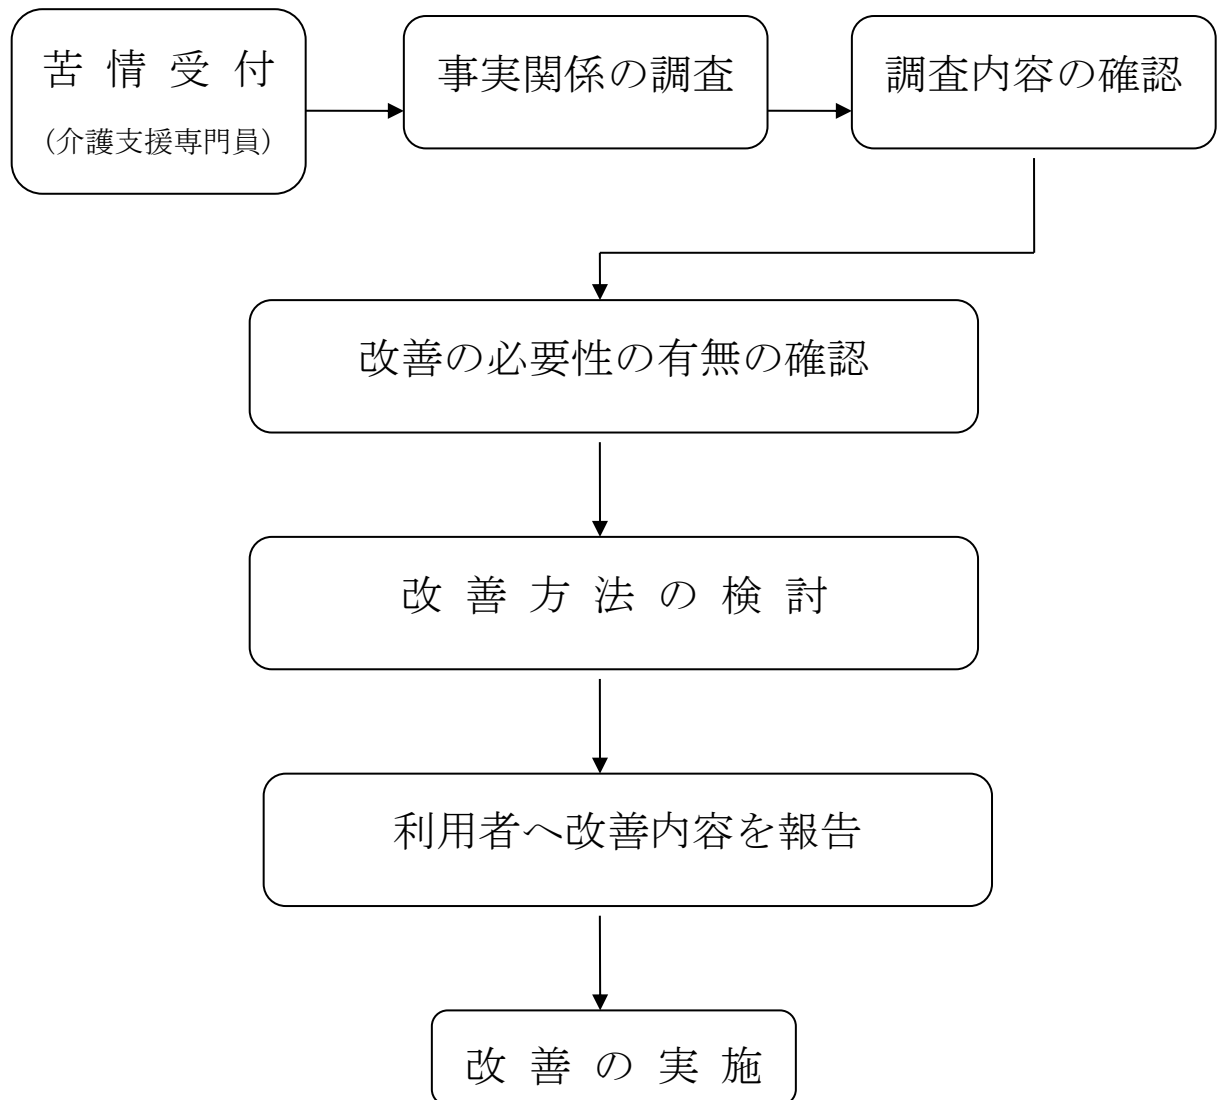 苦情受付
(介護支援専門員)
事実関係の調査
調査内容の確認
改善の必要性の有無の確認
改善方法の検討
利用者へ改善内容を報告
改善の実施